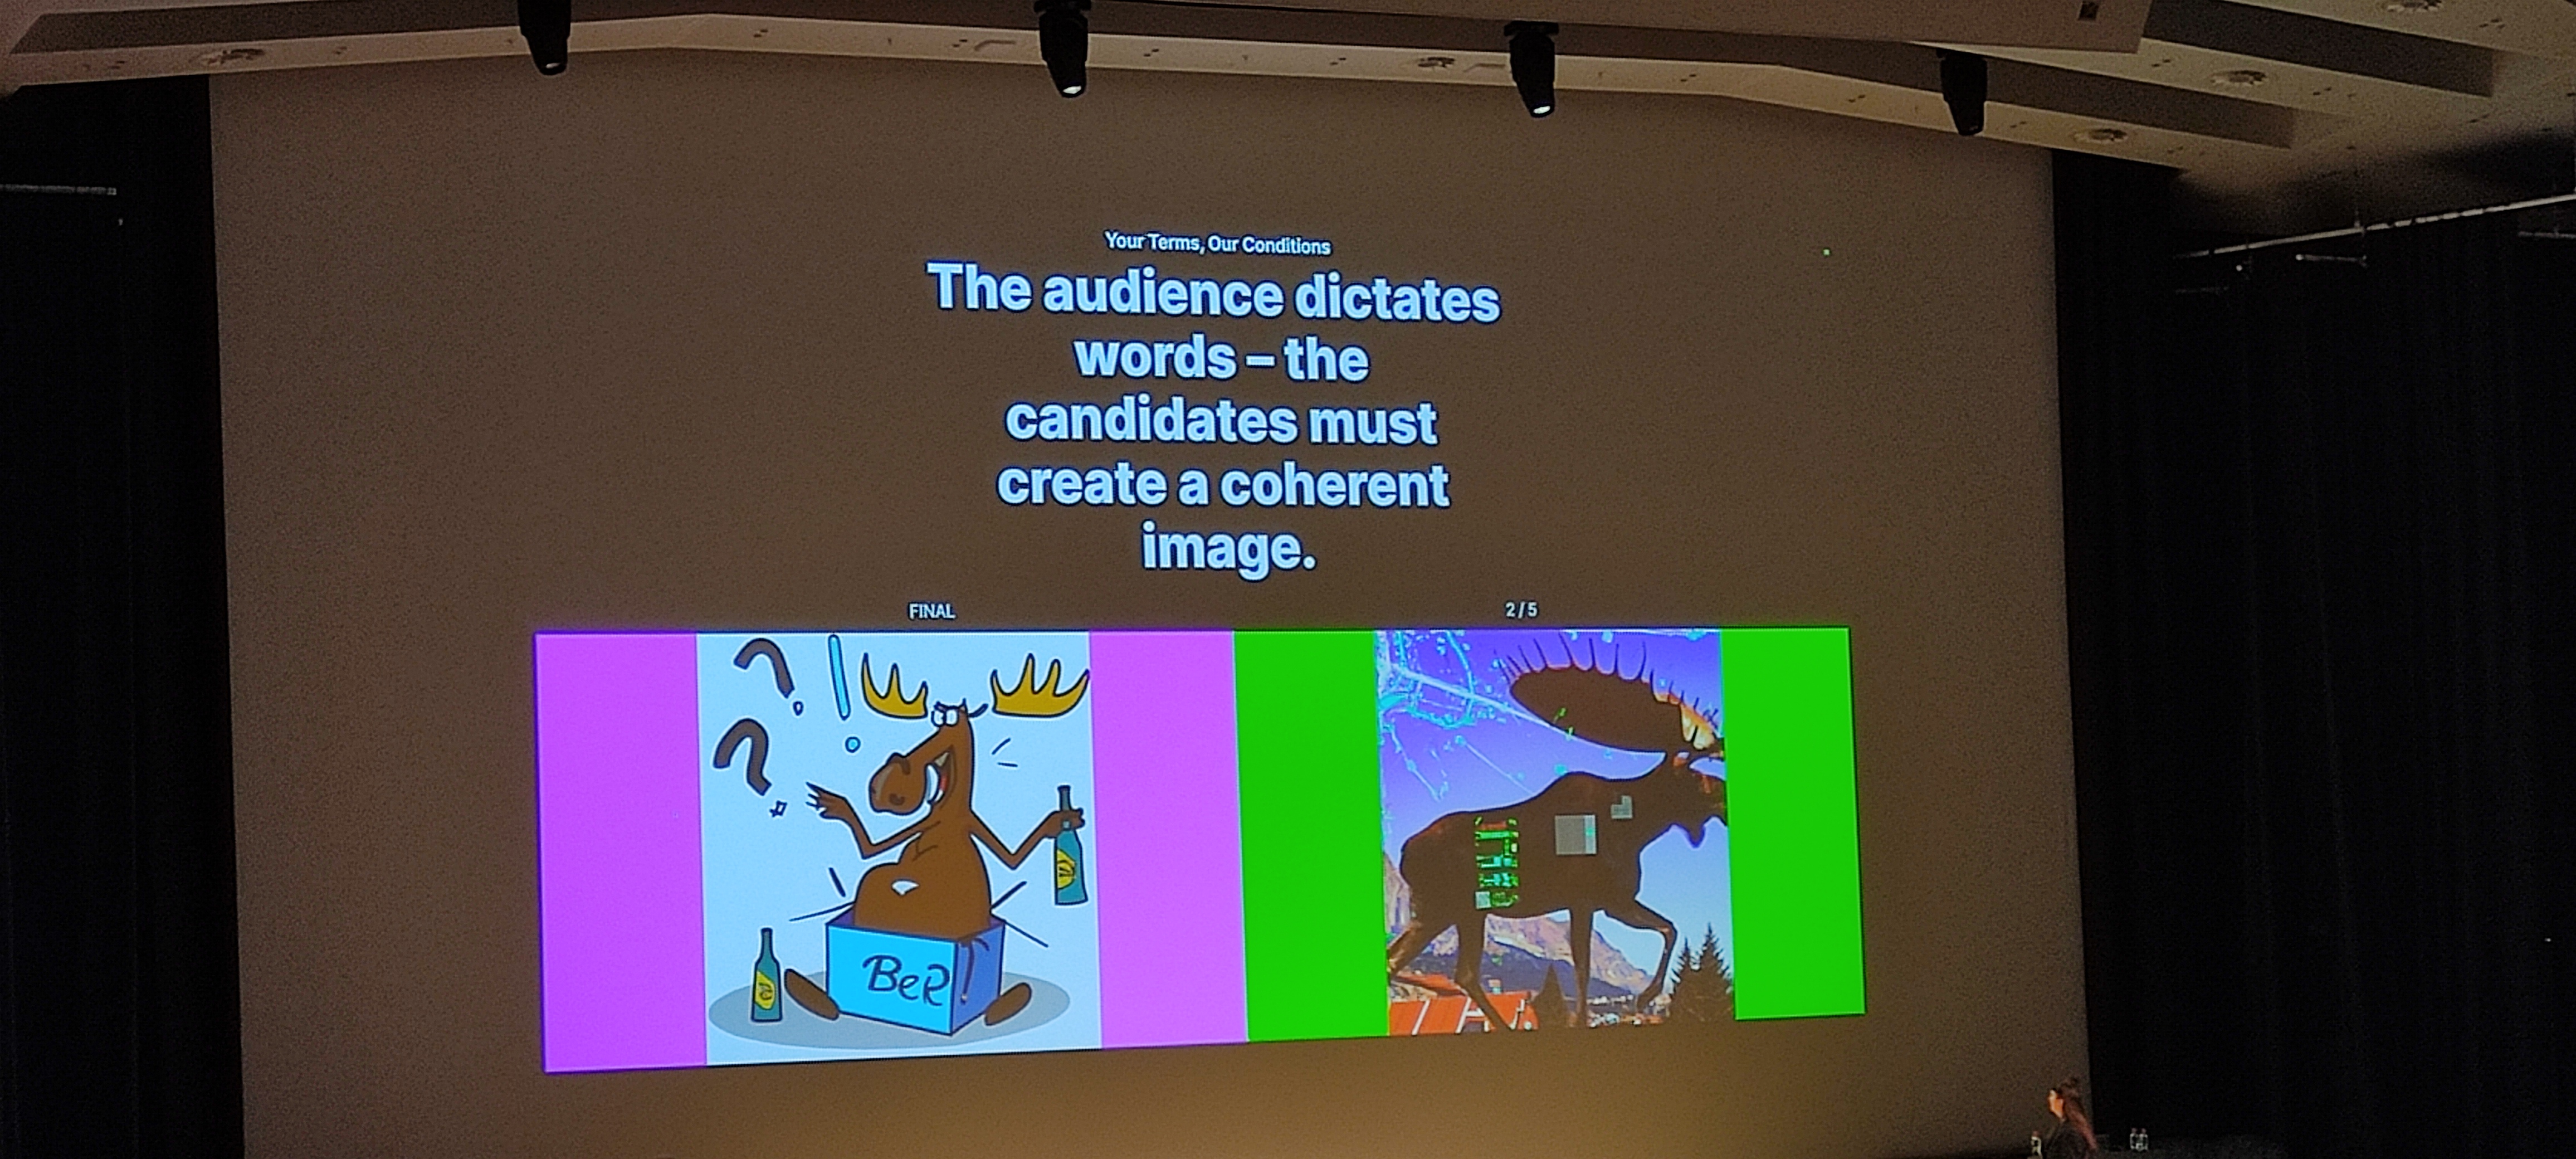 Your Terms, Our Conditions
The audience dictates
words – the
candidates must
create a coherent
image.
FINAL
2 / 5
? !
?
BeR